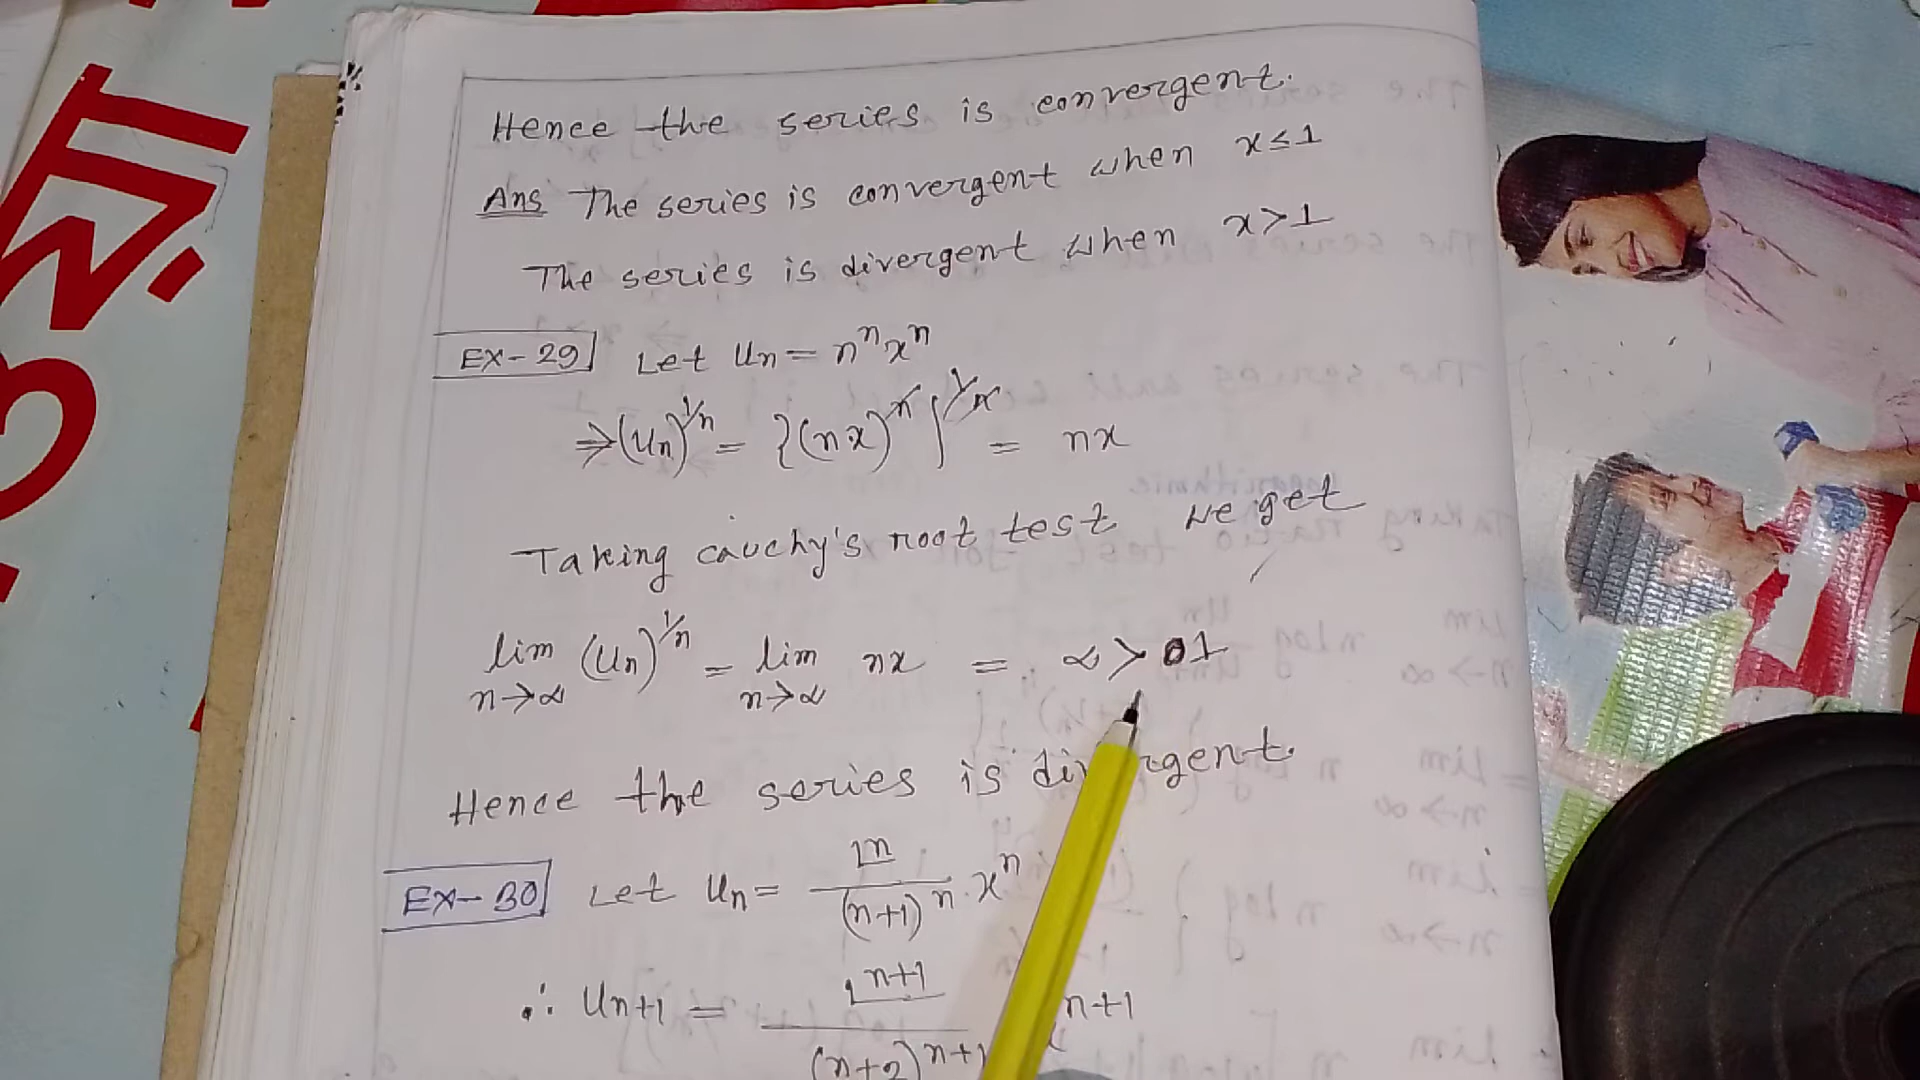 Hence the series is convergent.
Ans The series is convergent when x≤1
The series is divergent when x>1
EX-29 Let Un = nⁿxⁿ
⇒(Un)^1/n = {(nx)^n}^1/n = nx
Taking cauchy's root test we get
lim n→∞ (Un)^1/n = lim n→∞ nx = ∞ > 1
Hence the series is divergent.
EX-30 Let Un = |n / (n+1)^n . x^n
∴ Un+1 = |n+1 / (n+2)^n+1 n+1